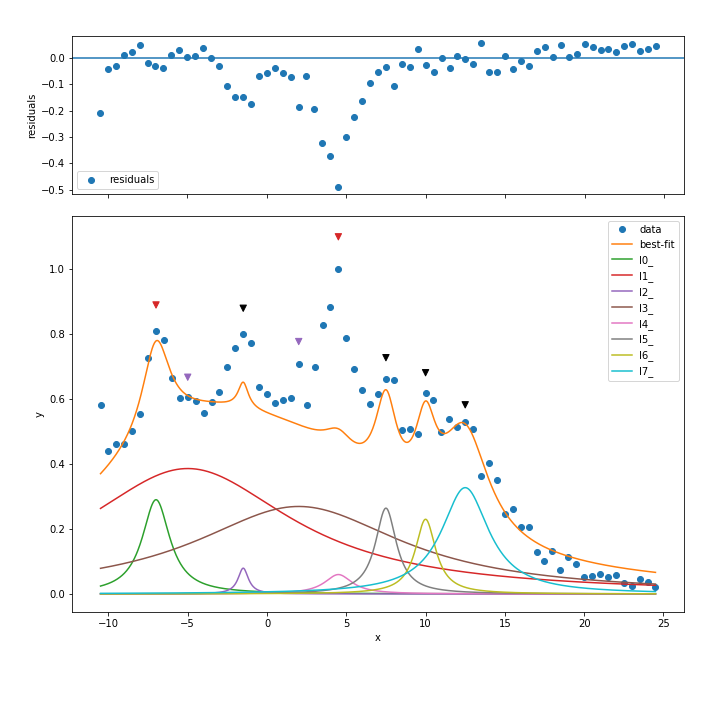 0.0
−0.1
−0.2
−0.3
−0.4
−0.5
residuals
residuals
1.0
0.8
0.6
0.4
0.2
0.0
y
data
best-fit
l0_
l1_
l2_
l3_
l4_
l5_
l6_
l7_
−10 −5 0 5 10 15 20 25
x